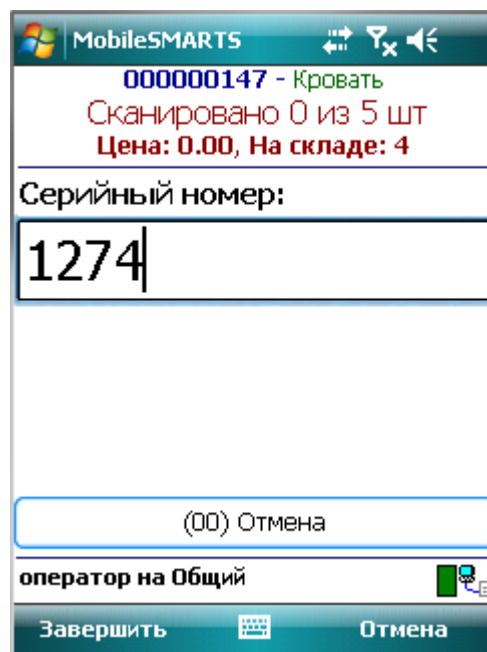 MobileSMARTS
000000147 - Кровать
Сканировано 0 из 5 шт
Цена: 0.00, На складе: 4
Серийный номер:
1274
(00) Отмена
оператор на Общий
Завершить Отмена